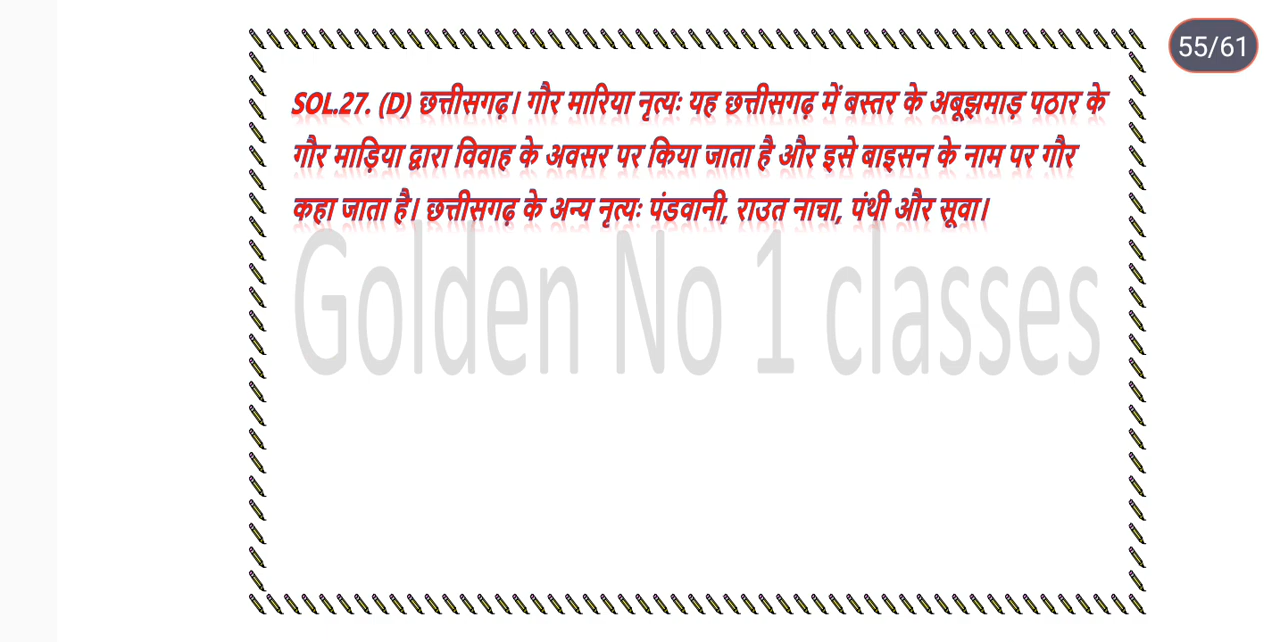 55/61
SOL.27. (D) छत्तीसगढ़। गौर मारिया नृत्यः यह छत्तीसगढ़ में बस्तर के अबूझमाड़ पठार के
गौर माड़िया द्वारा विवाह के अवसर पर किया जाता है और इसे बाइसन के नाम पर गौर
कहा जाता है। छत्तीसगढ़ के अन्य नृत्यः पंडवानी, राउत नाचा, पंथी और सूवा।
Golden No 1 classes